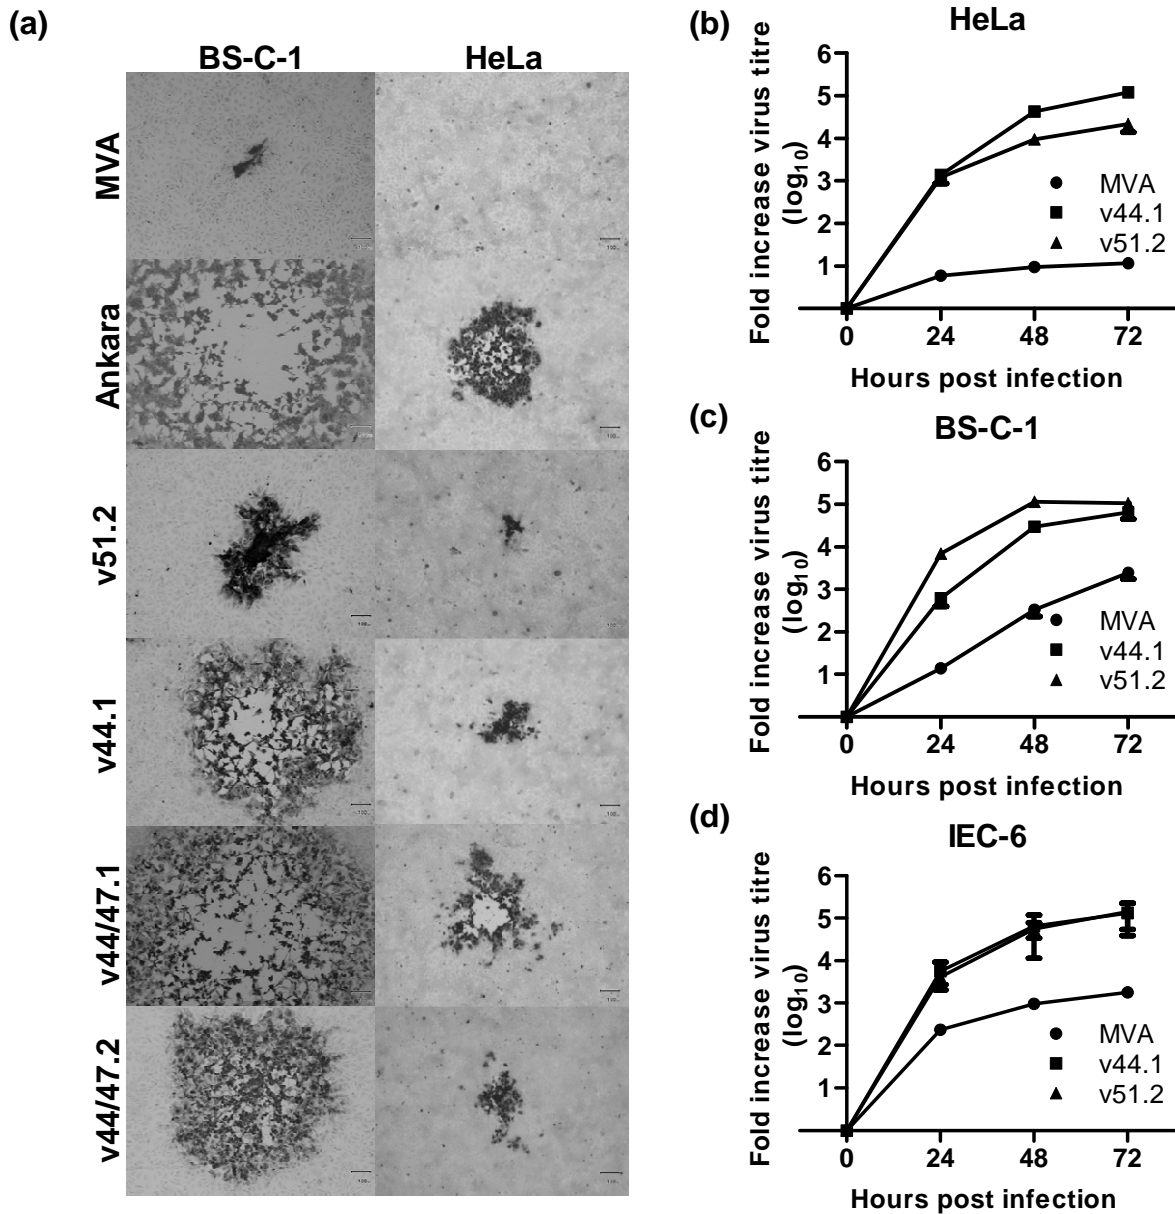 (a)
BS-C-1
HeLa
MVA
Ankara
v51.2
v44.1
v44/47.1
v44/47.2
(b)
HeLa
Fold increase virus titre
(log10)
6
5
4
3
2
1
MVA
v44.1
v51.2
0
24
48
72
Hours post infection
(c)
BS-C-1
Fold increase virus titre
(log10)
6
5
4
3
2
1
MVA
v44.1
v51.2
0
24
48
72
Hours post infection
(d)
IEC-6
Fold increase virus titre
(log10)
6
5
4
3
2
1
MVA
v44.1
v51.2
0
24
48
72
Hours post infection